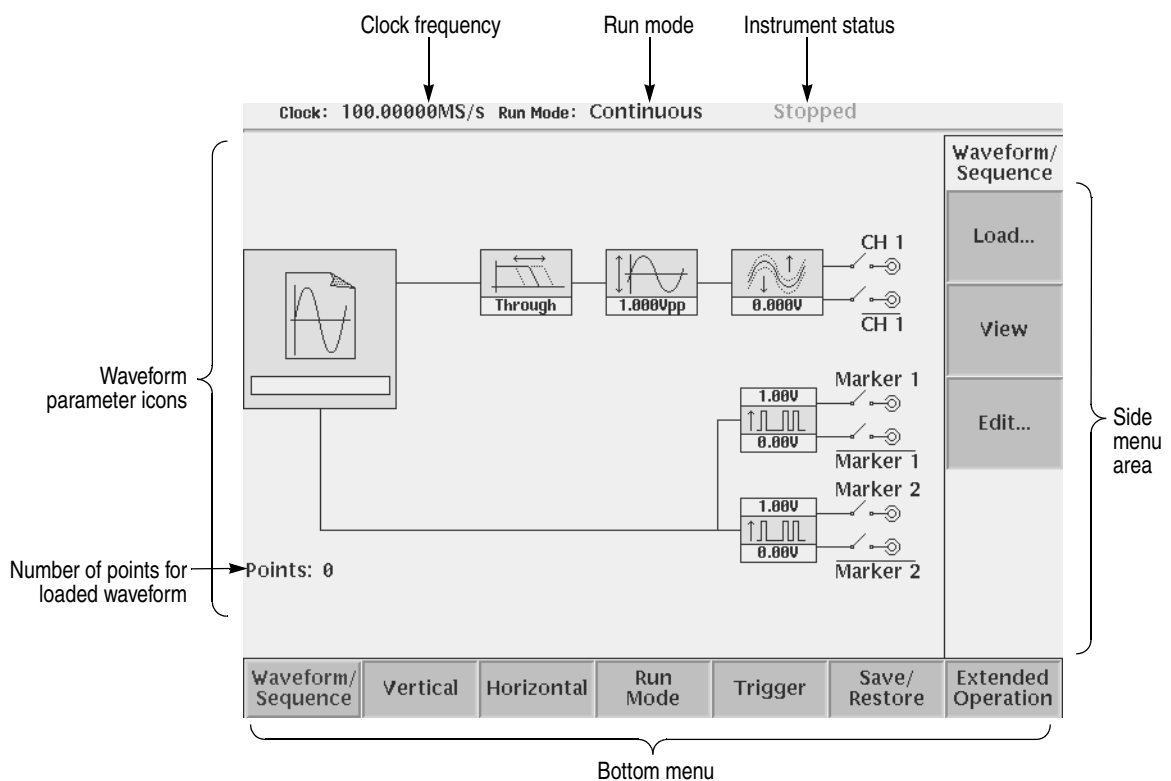 Clock frequency
Run mode
Instrument status
Clock: 100.00000MS/s Run Mode: Continuous Stopped
Waveform/
Sequence
Load...
View
Edit...
Side
menu
area
Waveform
parameter icons
Through
1.000Vpp
0.000V
CH 1
CH 1
1.00V
0.00V
Marker 1
Marker 1
1.00V
0.00V
Marker 2
Marker 2
Number of points for
loaded waveform
Points: 0
Waveform/
Sequence
Vertical
Horizontal
Run
Mode
Trigger
Save/
Restore
Extended
Operation
Bottom menu